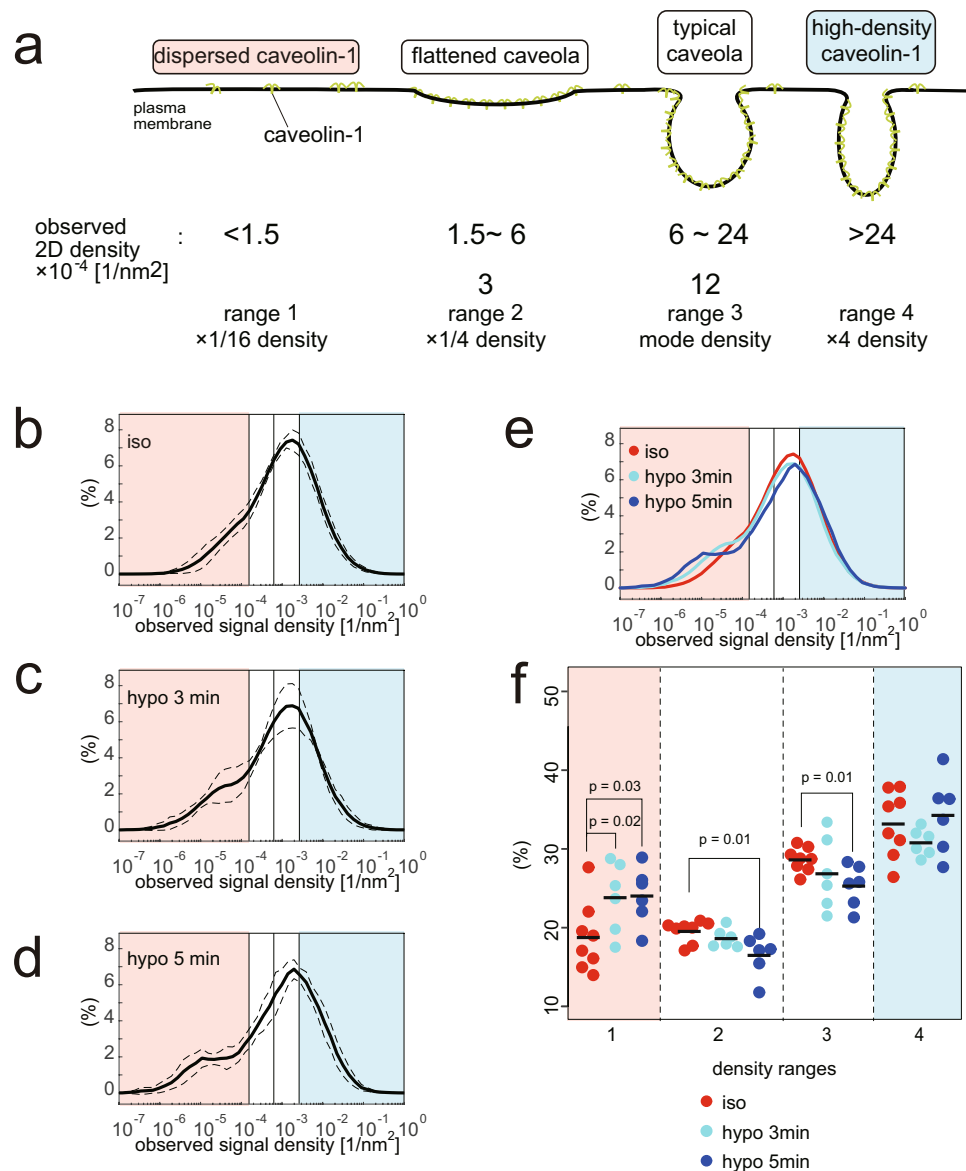 a
dispersed caveolin-1
flattened caveola
typical
caveola
high-density
caveolin-1
plasma
membrane
caveolin-1
observed
2D density
×10⁻⁴ [1/nm2]
:
<1.5
1.5~ 6
6 ~ 24
>24
3
12
range 1
×1/16 density
range 2
×1/4 density
range 3
mode density
range 4
×4 density
b
iso
(%)
8
6
4
2
0
10⁻⁷ 10⁻⁶ 10⁻⁵ 10⁻⁴ 10⁻³ 10⁻² 10⁻¹ 10⁰
observed signal density [1/nm²]
c
hypo 3 min
(%)
8
6
4
2
0
10⁻⁷ 10⁻⁶ 10⁻⁵ 10⁻⁴ 10⁻³ 10⁻² 10⁻¹ 10⁰
observed signal density [1/nm²]
d
hypo 5 min
(%)
8
6
4
2
0
10⁻⁷ 10⁻⁶ 10⁻⁵ 10⁻⁴ 10⁻³ 10⁻² 10⁻¹ 10⁰
observed signal density [1/nm²]
e
iso
hypo 3min
hypo 5min
(%)
8
6
4
2
0
10⁻⁷ 10⁻⁶ 10⁻⁵ 10⁻⁴ 10⁻³ 10⁻² 10⁻¹ 10⁰
observed signal density [1/nm²]
f
(%)
50
40
30
20
10
p = 0.03
p = 0.02
p = 0.01
p = 0.01
1 2 3 4
density ranges
iso
hypo 3min
hypo 5min